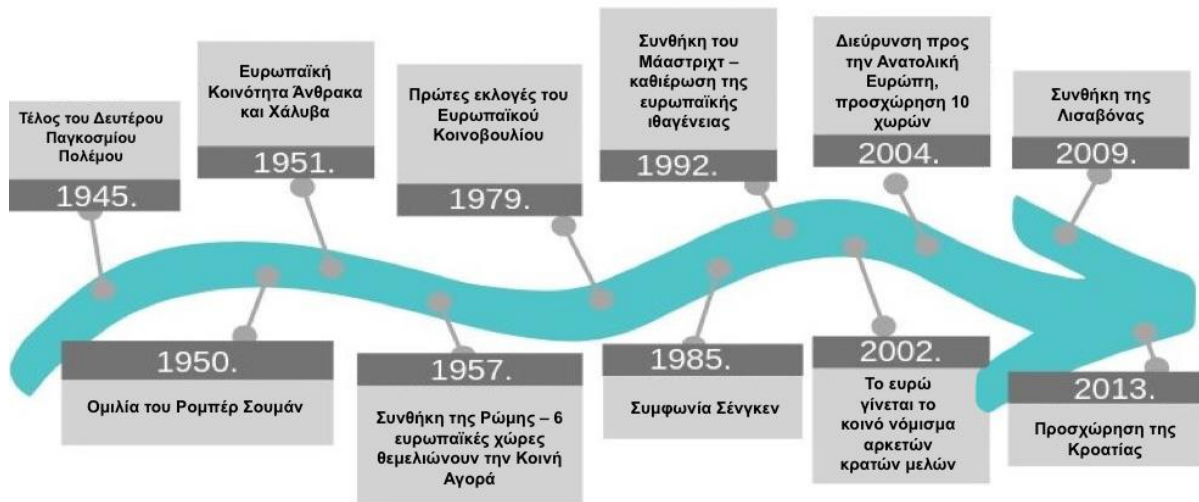 Τέλος του Δευτέρου
Παγκοσμίου
Πολέμου
1945.
Ομιλία του Ρομπέρ Σουμάν
1950.
Ευρωπαϊκή
Κοινότητα Άνθρακα
και Χάλυβα
1951.
1957.
Συνθήκη της Ρώμης – 6
ευρωπαϊκές χώρες
θεμελιώνουν την Κοινή
Αγορά
Πρώτες εκλογές του
Ευρωπαϊκού
Κοινοβουλίου
1979.
1985.
Συμφωνία Σένγκεν
Συνθήκη του
Μάαστριχτ –
καθιέρωση της
ευρωπαϊκής
ιθαγένειας
1992.
2002.
Το ευρώ
γίνεται το
κοινό νόμισμα
αρκετών
κρατών μελών
Διεύρυνση προς
την Ανατολική
Ευρώπη,
προσχώρηση 10
χωρών
2004.
Συνθήκη της
Λισαβόνας
2009.
2013.
Προσχώρηση της
Κροατίας